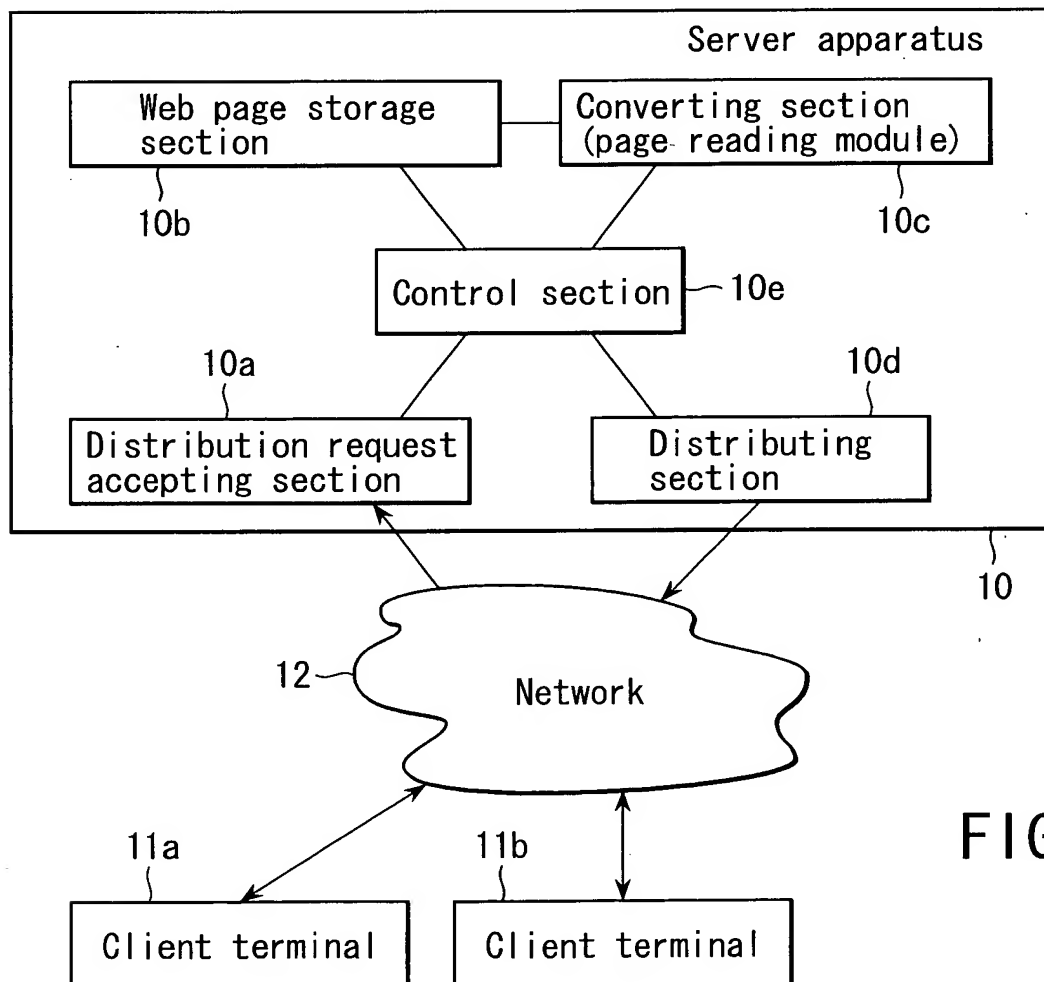 Server apparatus
Web page storage
section
Converting section
(page reading module)
10b
10c
Control section
10e
10a
10d
Distribution request
accepting section
Distributing
section
10
12
Network
11a
11b
FIG
Client terminal
Client terminal